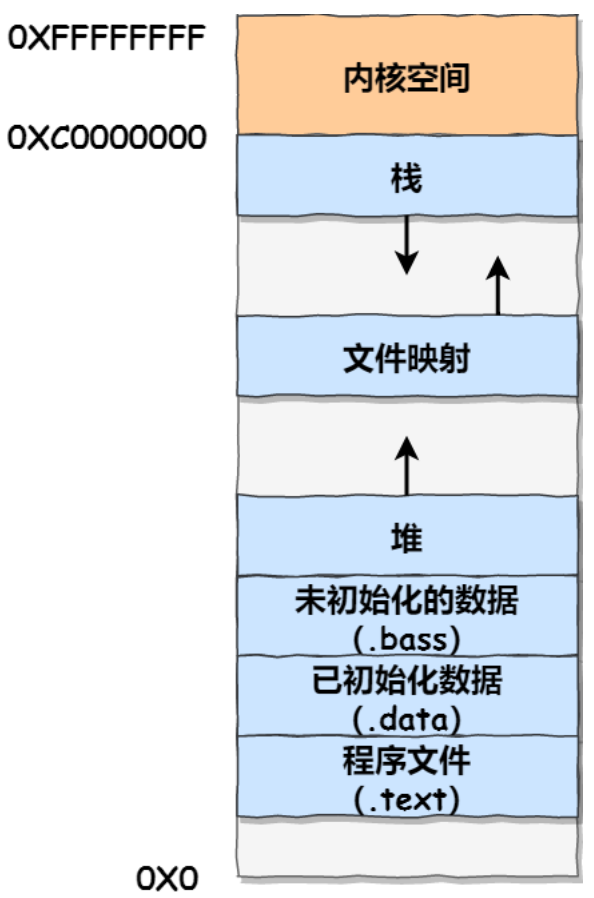 0XFFFFFFFF
内核空间
0XC0000000
栈
文件映射
堆
未初始化的数据
(.bass)
已初始化数据
(.data)
程序文件
(.text)
0X0